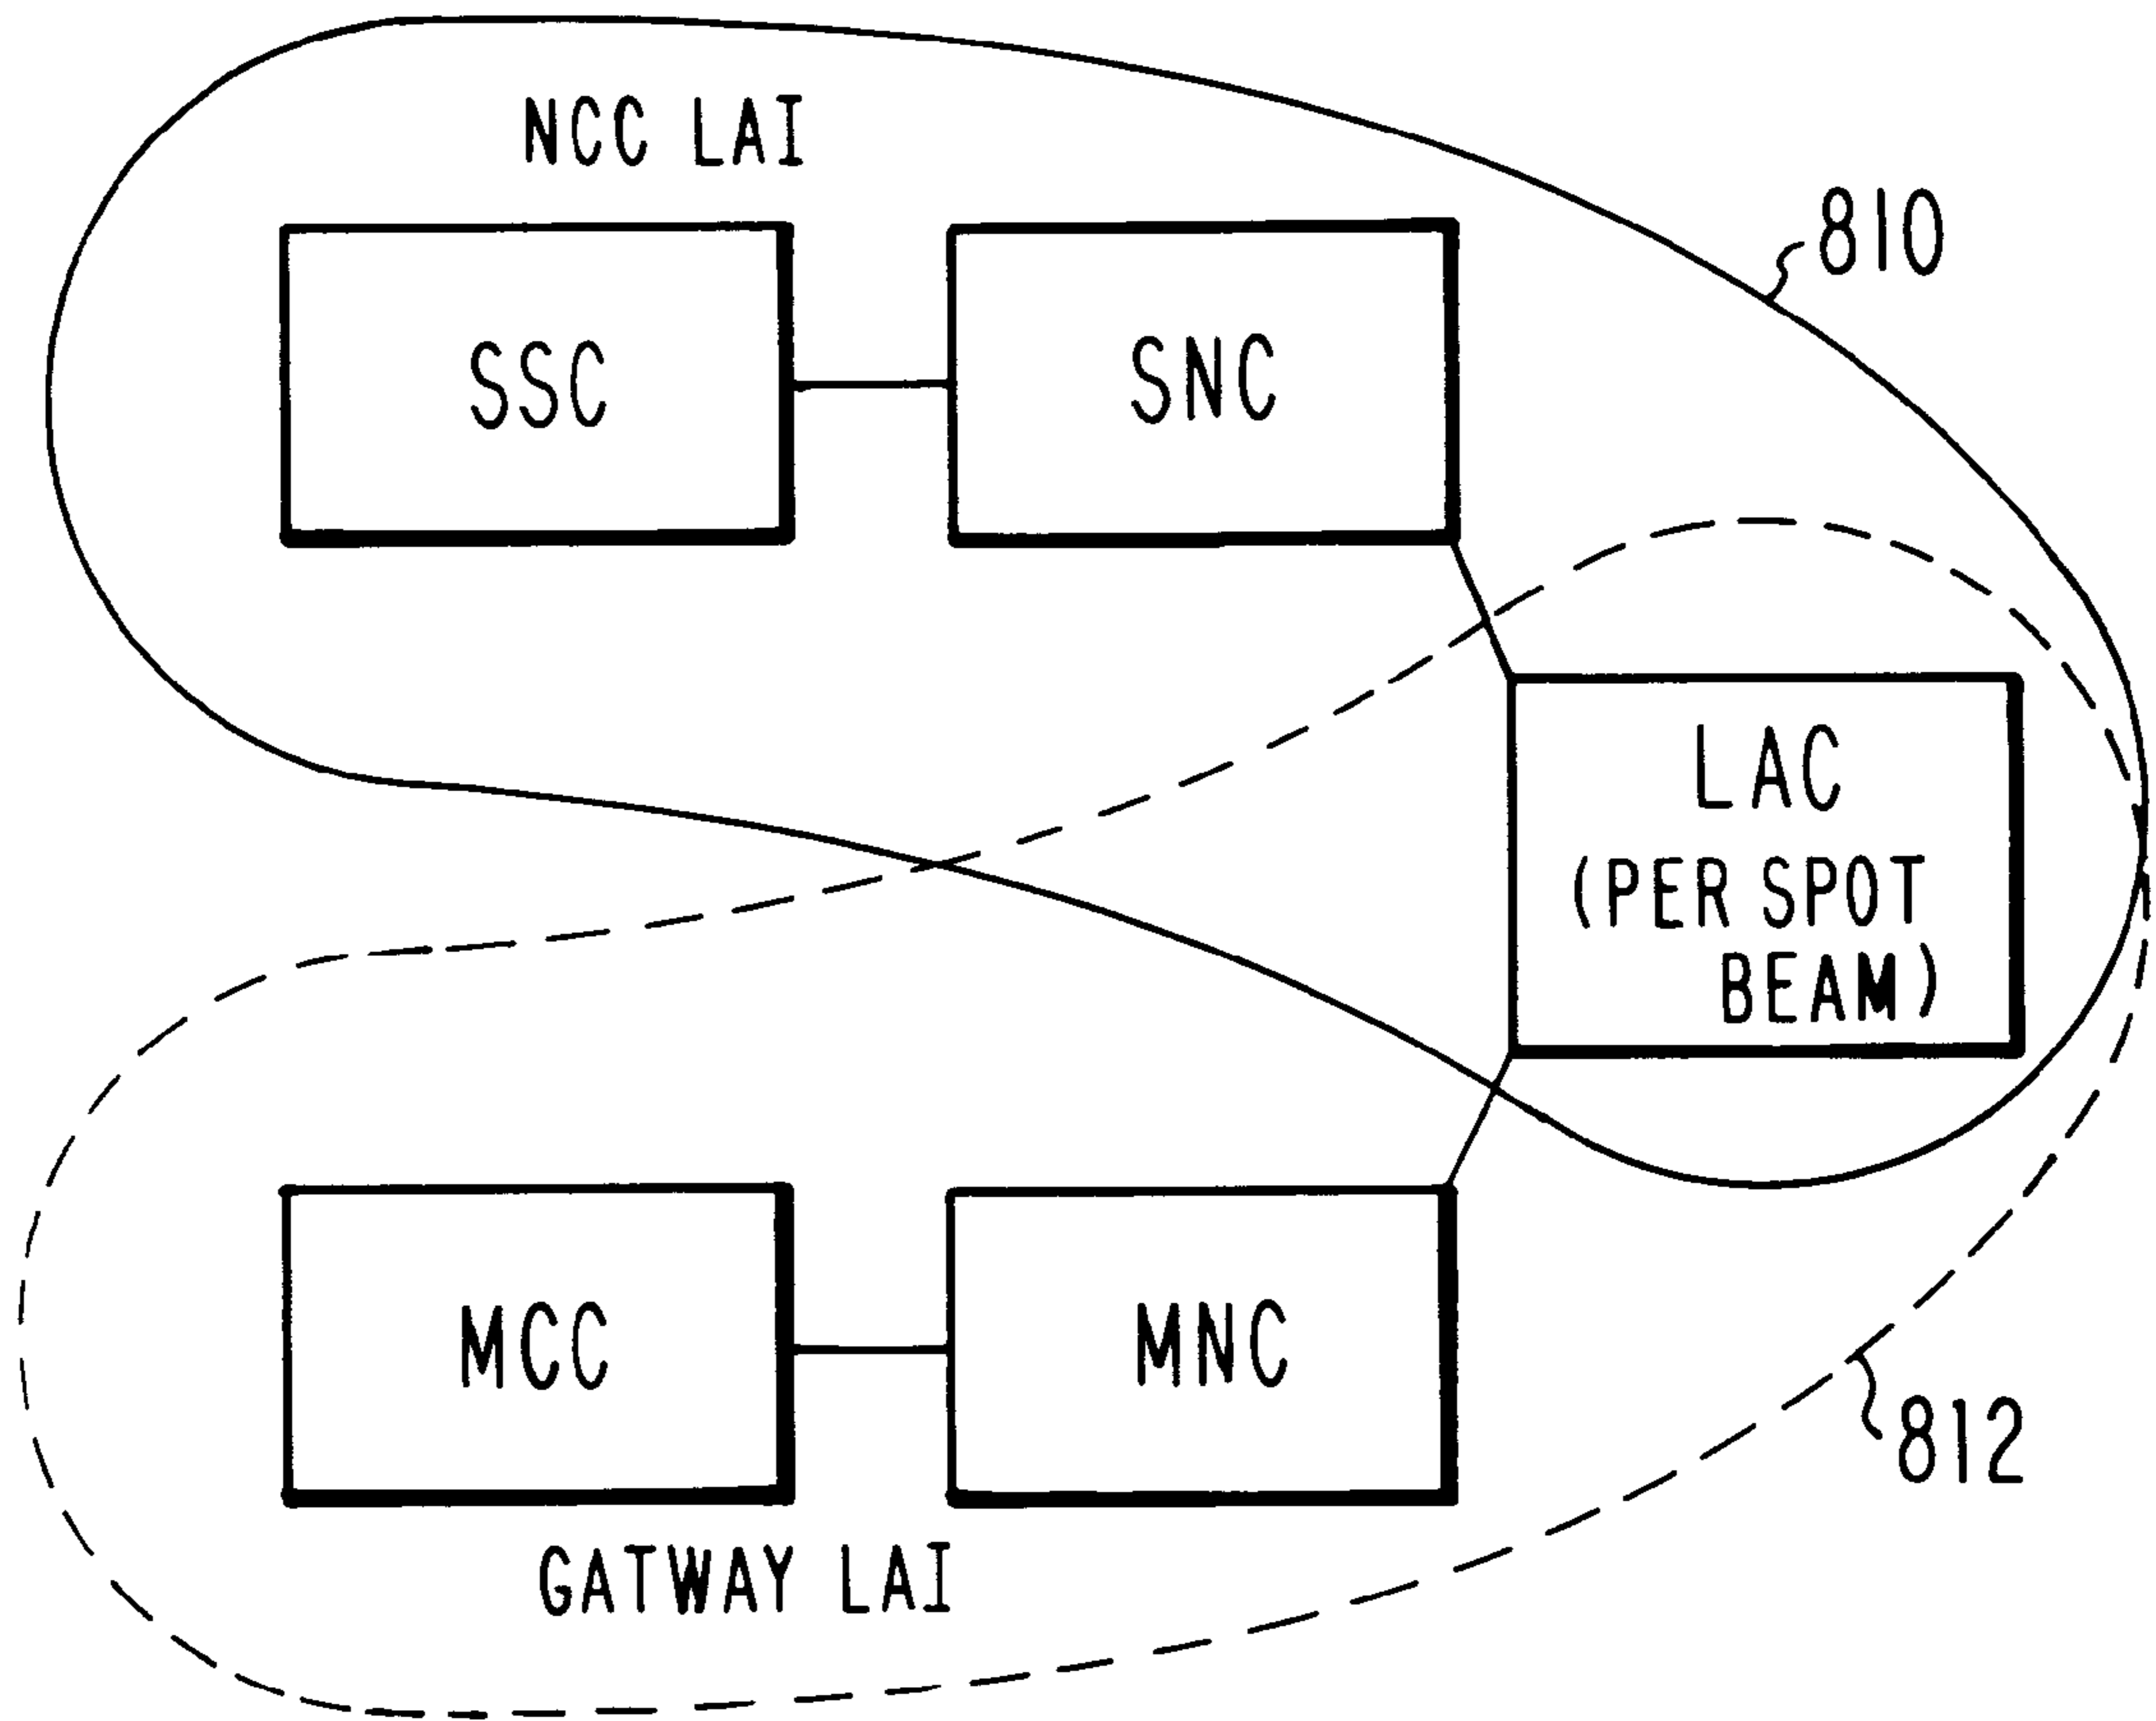 NCC LAI
810
SSC
SNC
LAC
(PER SPOT
BEAM)
MCC
MNC
812
GATWAY LAI